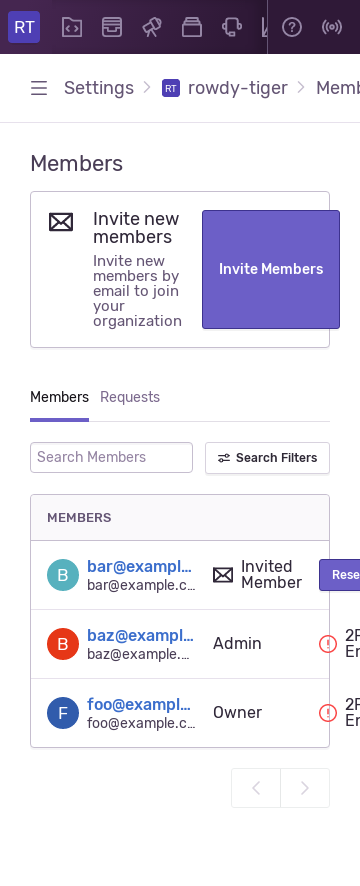 RT
Settings
RT
rowdy-tiger
Memb
Members
Invite new
members
Invite new
members by
email to join
your
organization
Invite Members
Members
Requests
Search Members
Search Filters
MEMBERS
B
bar@exampl...
bar@example.c...
Invited
Member
Rese
B
baz@exampl...
baz@example....
Admin
2F
En
F
foo@exampl...
foo@example.c...
Owner
2F
En